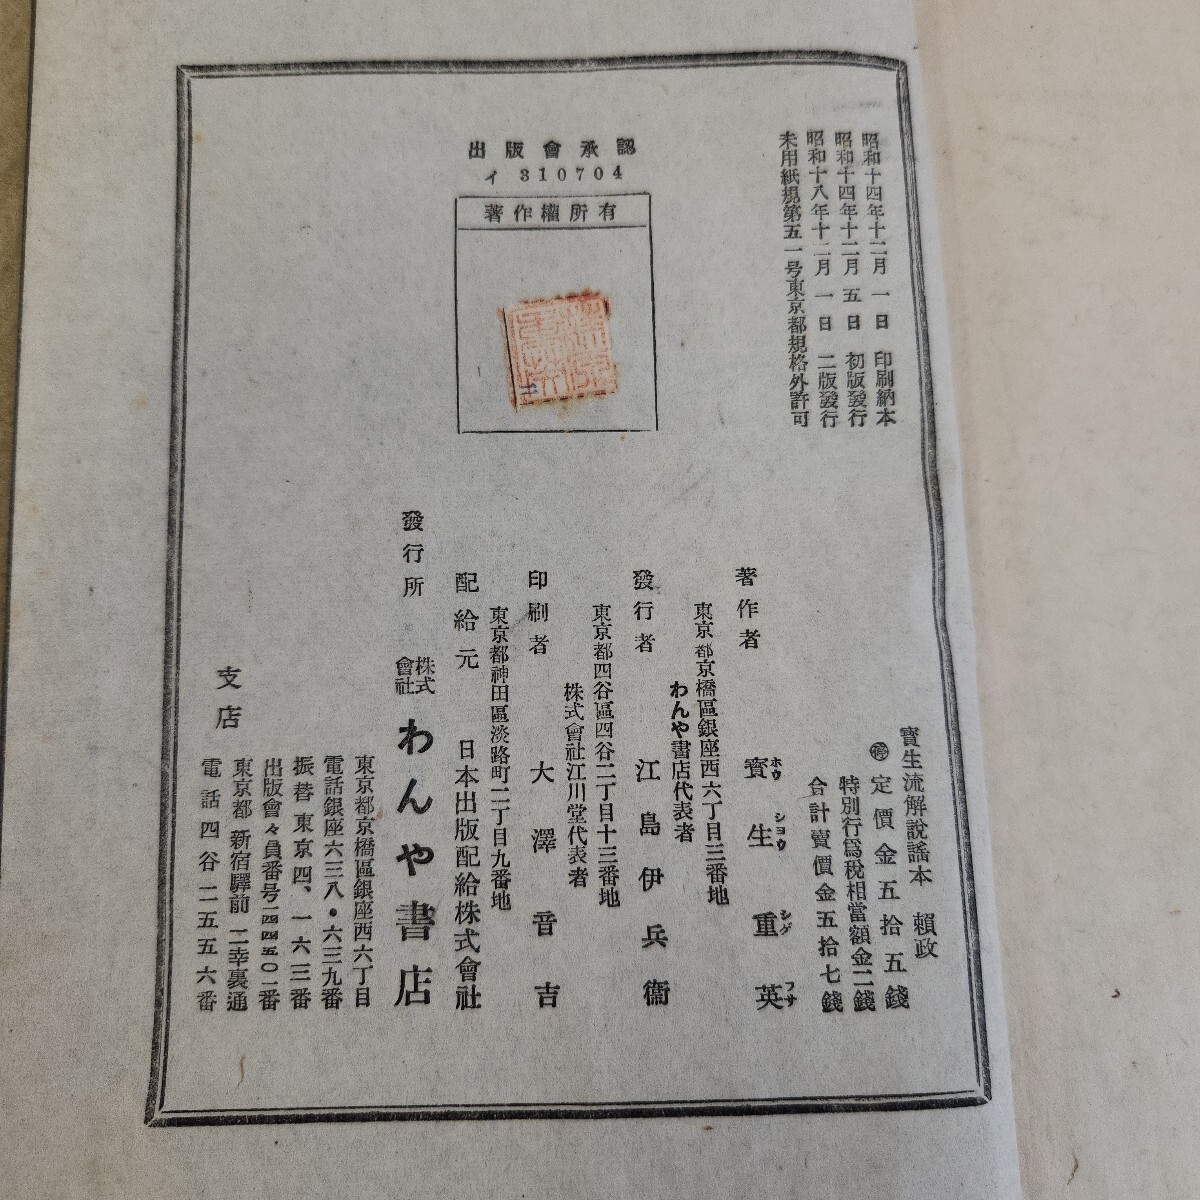 昭和十四年十二月一日印刷納本
昭和十四年十二月五日初版發行
昭和十八年十二月一日二版發行
未用紙規第五一号東京都規格外許可
出版會承認
イ310704
著作權所有
寶生流解說謠本 賴政
定價金五拾五錢
特別行爲稅相當額金二錢
合計賣價金五拾七錢
著作者 寶生重英
ホウ シヨウ シゲ フサ
東京都京橋區銀座西六丁目三番地
わんや書店代表者
發行者 江島伊兵衞
東京都四谷區四谷二丁目十三番地
株式會社江川堂代表者
印刷者 大澤音吉
東京都神田區淡路町二丁目九番地
配給元 日本出版配給株式會社
發行所 株式會社 わんや書店
東京都京橋區銀座西六丁目
電話銀座六三八・六三九番
振替東京四、一六三番
出版會々員番号一四四五〇一番
支店 東京都新宿驛前二幸裏通
電話四谷二五五六番